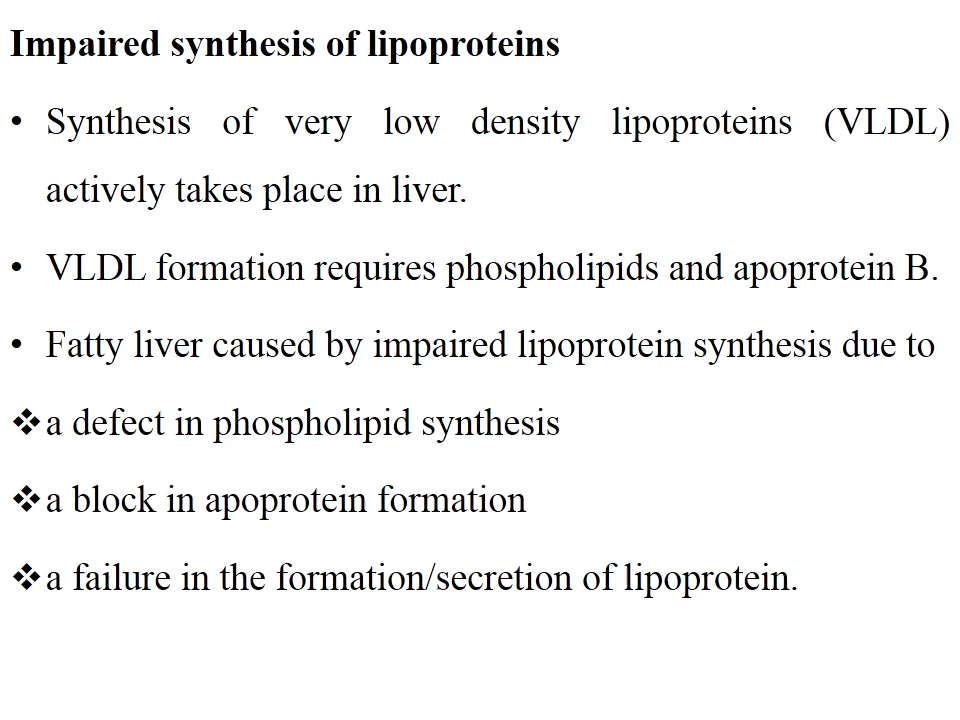 Impaired synthesis of lipoproteins
• Synthesis of very low density lipoproteins (VLDL)
actively takes place in liver.
• VLDL formation requires phospholipids and apoprotein B.
• Fatty liver caused by impaired lipoprotein synthesis due to
❖a defect in phospholipid synthesis
❖a block in apoprotein formation
❖a failure in the formation/secretion of lipoprotein.